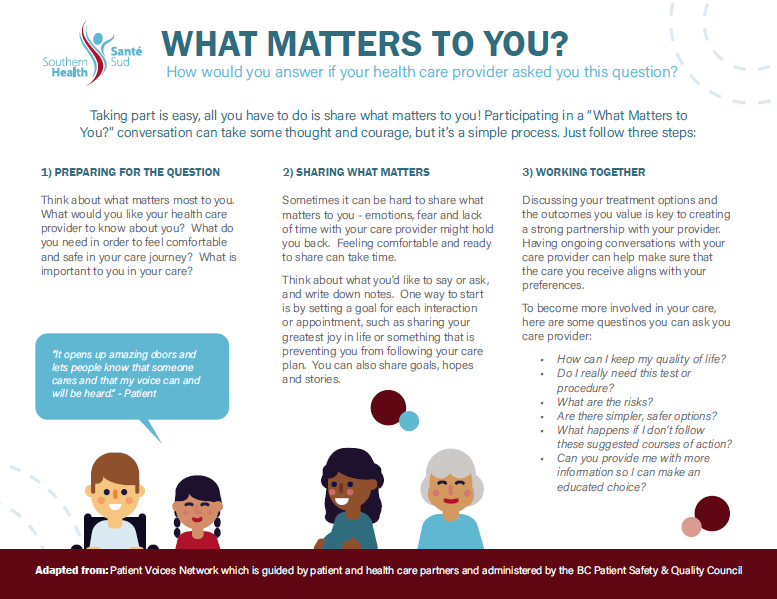 Southern Santé
Health Sud
WHAT MATTERS TO YOU?
How would you answer if your health care provider asked you this question?
Taking part is easy, all you have to do is share what matters to you! Participating in a "What Matters to
You?" conversation can take some thought and courage, but it's a simple process. Just follow three steps:
1) PREPARING FOR THE QUESTION
Think about what matters most to you.
What would you like your health care
provider to know about you? What do
you need in order to feel comfortable
and safe in your care journey? What is
important to you in your care?
"It opens up amazing doors and
lets people know that someone
cares and that my voice can and
will be heard." - Patient
2) SHARING WHAT MATTERS
Sometimes it can be hard to share what
matters to you - emotions, fear and lack
of time with your care provider might hold
you back. Feeling comfortable and ready
to share can take time.
Think about what you'd like to say or ask,
and write down notes. One way to start
is by setting a goal for each interaction
or appointment, such as sharing your
greatest joy in life or something that is
preventing you from following your care
plan. You can also share goals, hopes
and stories.
3) WORKING TOGETHER
Discussing your treatment options and
the outcomes you value is key to creating
a strong partnership with your provider.
Having ongoing conversations with your
care provider can help make sure that
the care you receive aligns with your
preferences.
To become more involved in your care,
here are some questinos you can ask you
care provider:
• How can I keep my quality of life?
• Do I really need this test or
procedure?
• What are the risks?
• Are there simpler, safer options?
• What happens if I don't follow
these suggested courses of action?
• Can you provide me with more
information so I can make an
educated choice?
Adapted from: Patient Voices Network which is guided by patient and health care partners and administered by the BC Patient Safety & Quality Council